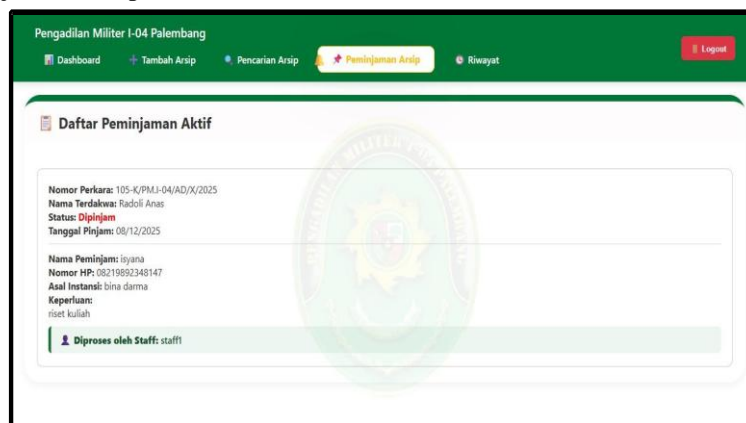 Pengadilan Militer I-04 Palembang
Dashboard Tambah Arsip Pencarian Arsip Peminjaman Arsip Riwayat Logout
Daftar Peminjaman Aktif
Nomor Perkara: 105-K/PM.I-04/AD/X/2025
Nama Terdakwa: Radoli Anas
Status: Dipinjam
Tanggal Pinjam: 08/12/2025
Nama Peminjam: isyana
Nomor HP: 08219892348147
Asal Instansi: bina darma
Keperluan:
riset kuliah
Diproses oleh Staff: staff1